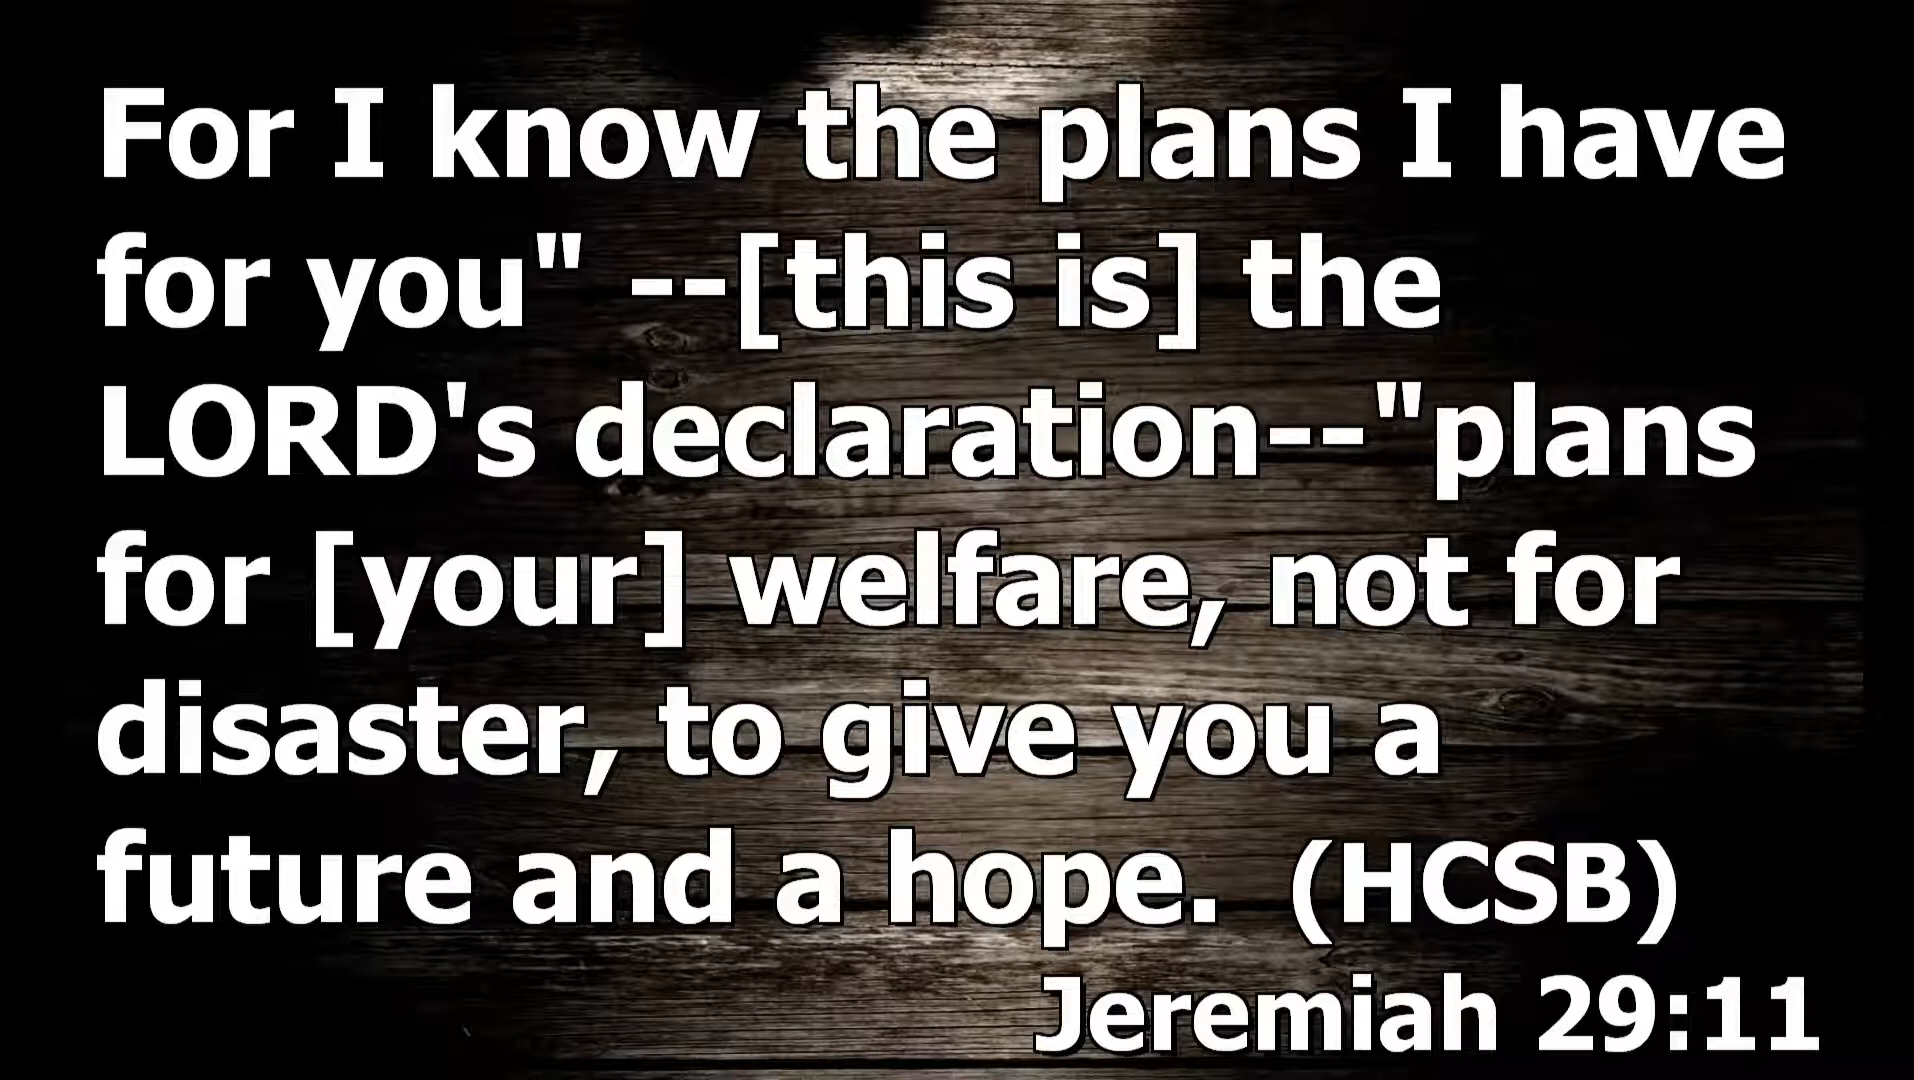 For I know the plans I have
for you" --[this is] the
LORD's declaration--"plans
for [your] welfare, not for
disaster, to give you a
future and a hope.  (HCSB)
Jeremiah 29:11